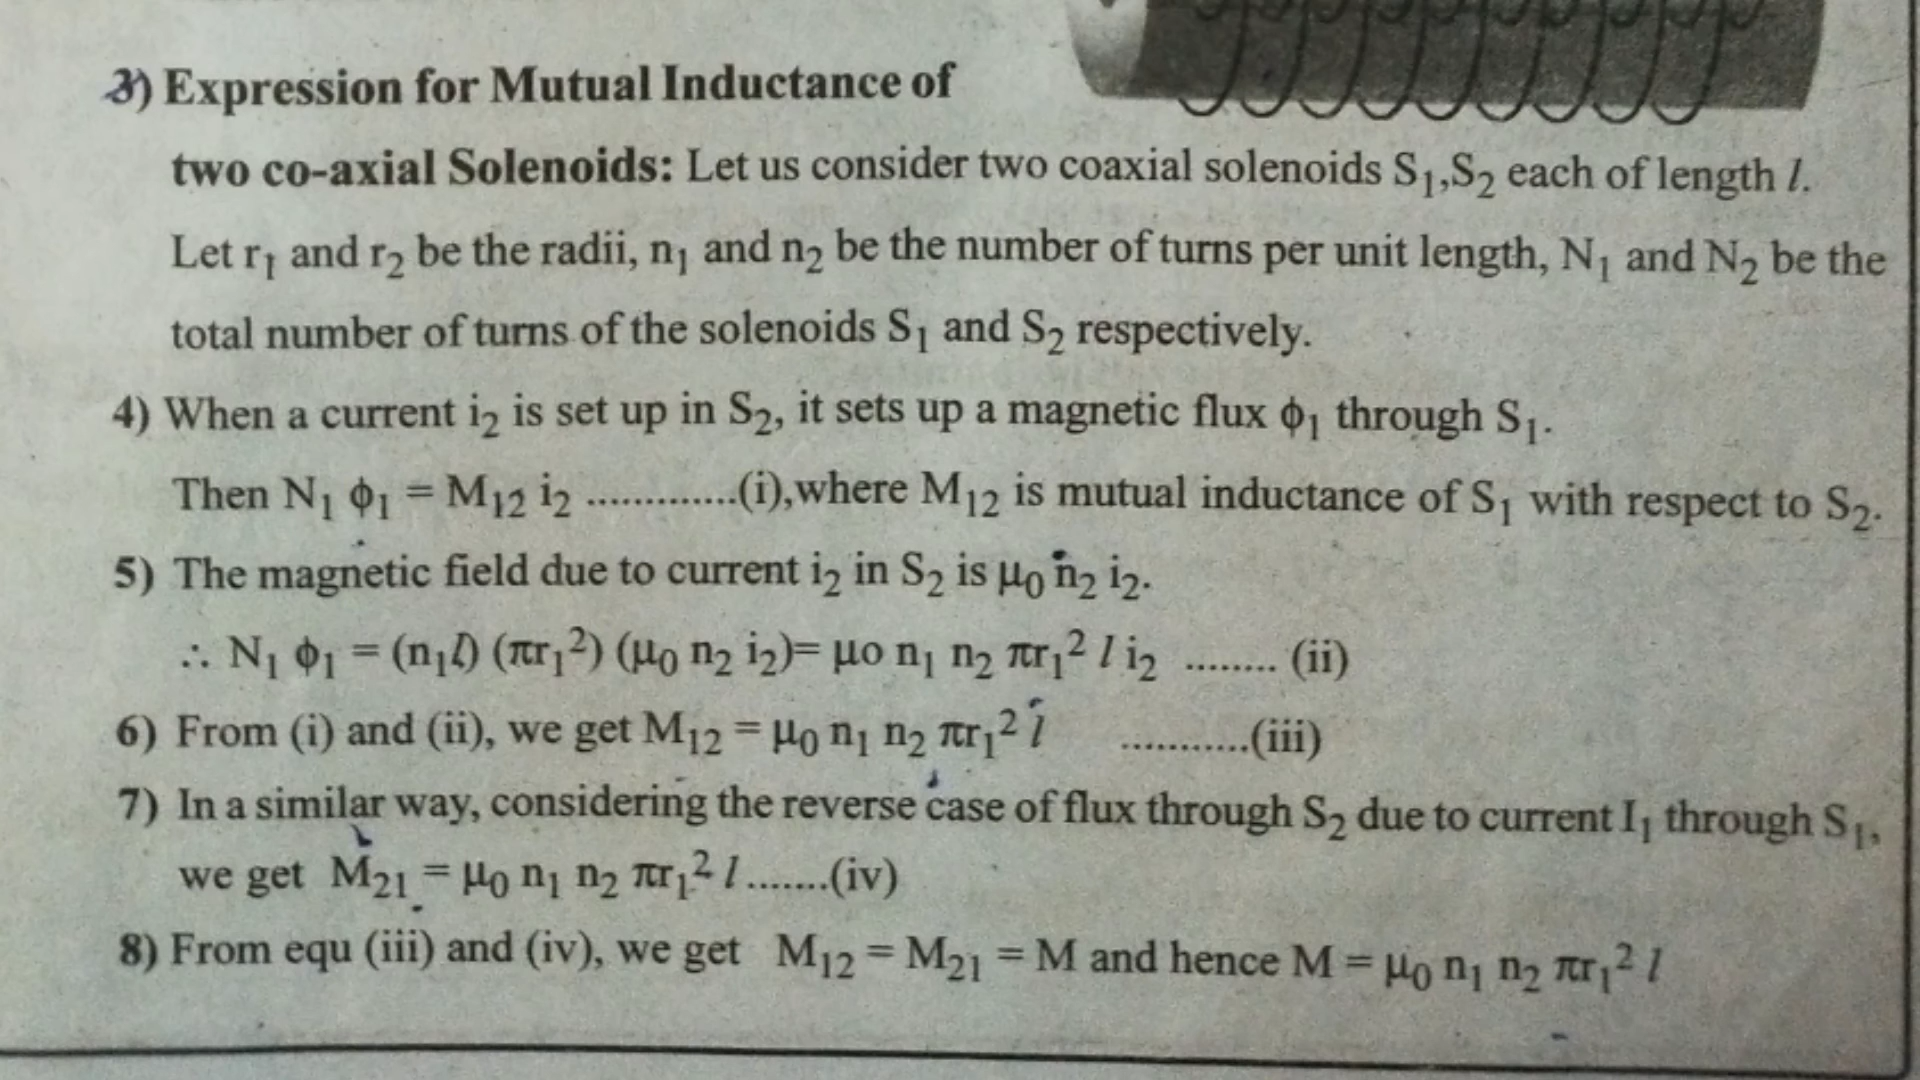 3) Expression for Mutual Inductance of
two co-axial Solenoids: Let us consider two coaxial solenoids S₁,S₂ each of length l.
Let r₁ and r₂ be the radii, n₁ and n₂ be the number of turns per unit length, N₁ and N₂ be the
total number of turns of the solenoids S₁ and S₂ respectively.
4) When a current i₂ is set up in S₂, it sets up a magnetic flux ϕ₁ through S₁.
Then N₁ ϕ₁ = M₁₂ i₂ ..............(i),where M₁₂ is mutual inductance of S₁ with respect to S₂.
5) The magnetic field due to current i₂ in S₂ is μ₀ n₂ i₂.
∴ N₁ ϕ₁ = (n₁l) (πr₁²) (μ₀ n₂ i₂)= μo n₁ n₂ πr₁² l i₂ ........ (ii)
6) From (i) and (ii), we get M₁₂ = μ₀ n₁ n₂ πr₁² l ............(iii)
7) In a similar way, considering the reverse case of flux through S₂ due to current I₁ through S₁,
we get M₂₁ = μ₀ n₁ n₂ πr₁² l ........(iv)
8) From equ (iii) and (iv), we get M₁₂ = M₂₁ = M and hence M = μ₀ n₁ n₂ πr₁² l